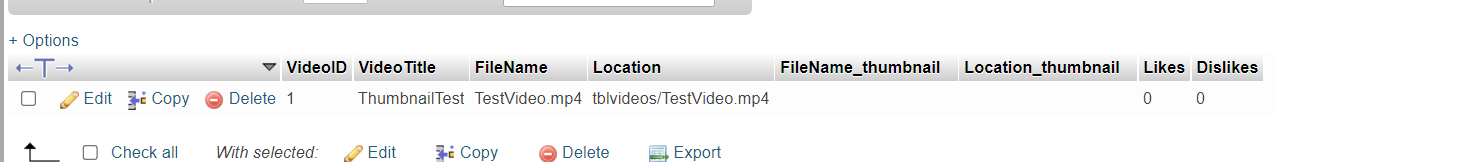 + Options
VideoID VideoTitle FileName Location FileName_thumbnail Location_thumbnail Likes Dislikes
Edit Copy Delete 1 ThumbnailTest TestVideo.mp4 tblvideos/TestVideo.mp4 0 0
Check all With selected: Edit Copy Delete Export